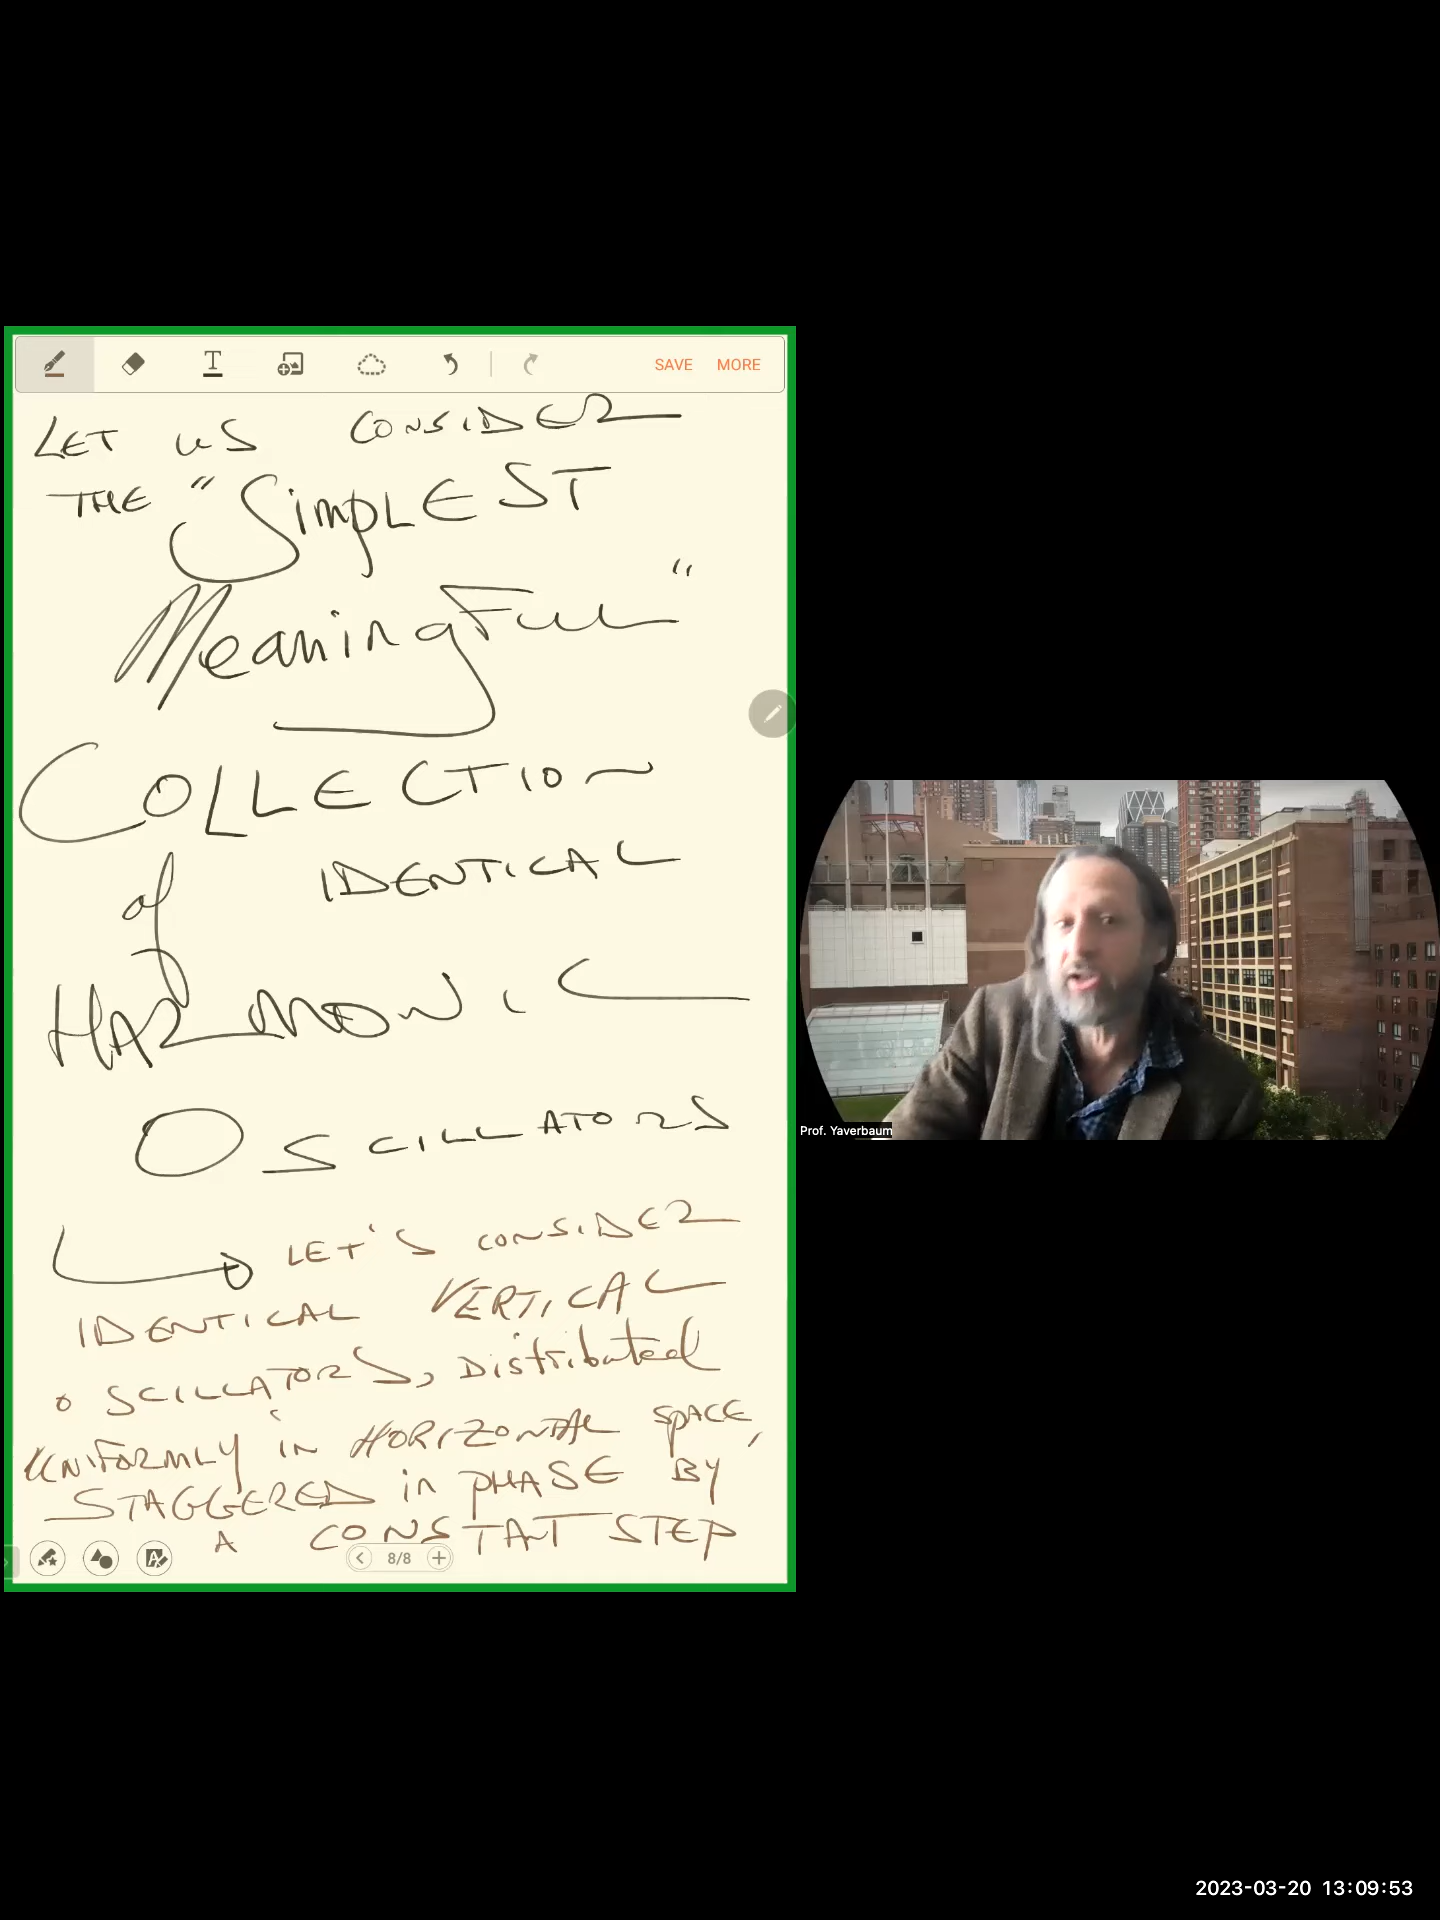 T
SAVE MORE
LET US CONSIDER
THE "SIMPLEST
MEANINGFUL"
COLLECTION
of IDENTICAL
HARMONIC
OSCILLATORS
LET'S CONSIDER
IDENTICAL VERTICAL
OSCILLATORS, Distributed
UNIFORMLY IN HORIZONTAL SPACE,
STAGGERED in PHASE BY
A CONSTANT STEP
8/8
Prof. Yaverbaum
2023-03-20 13:09:53